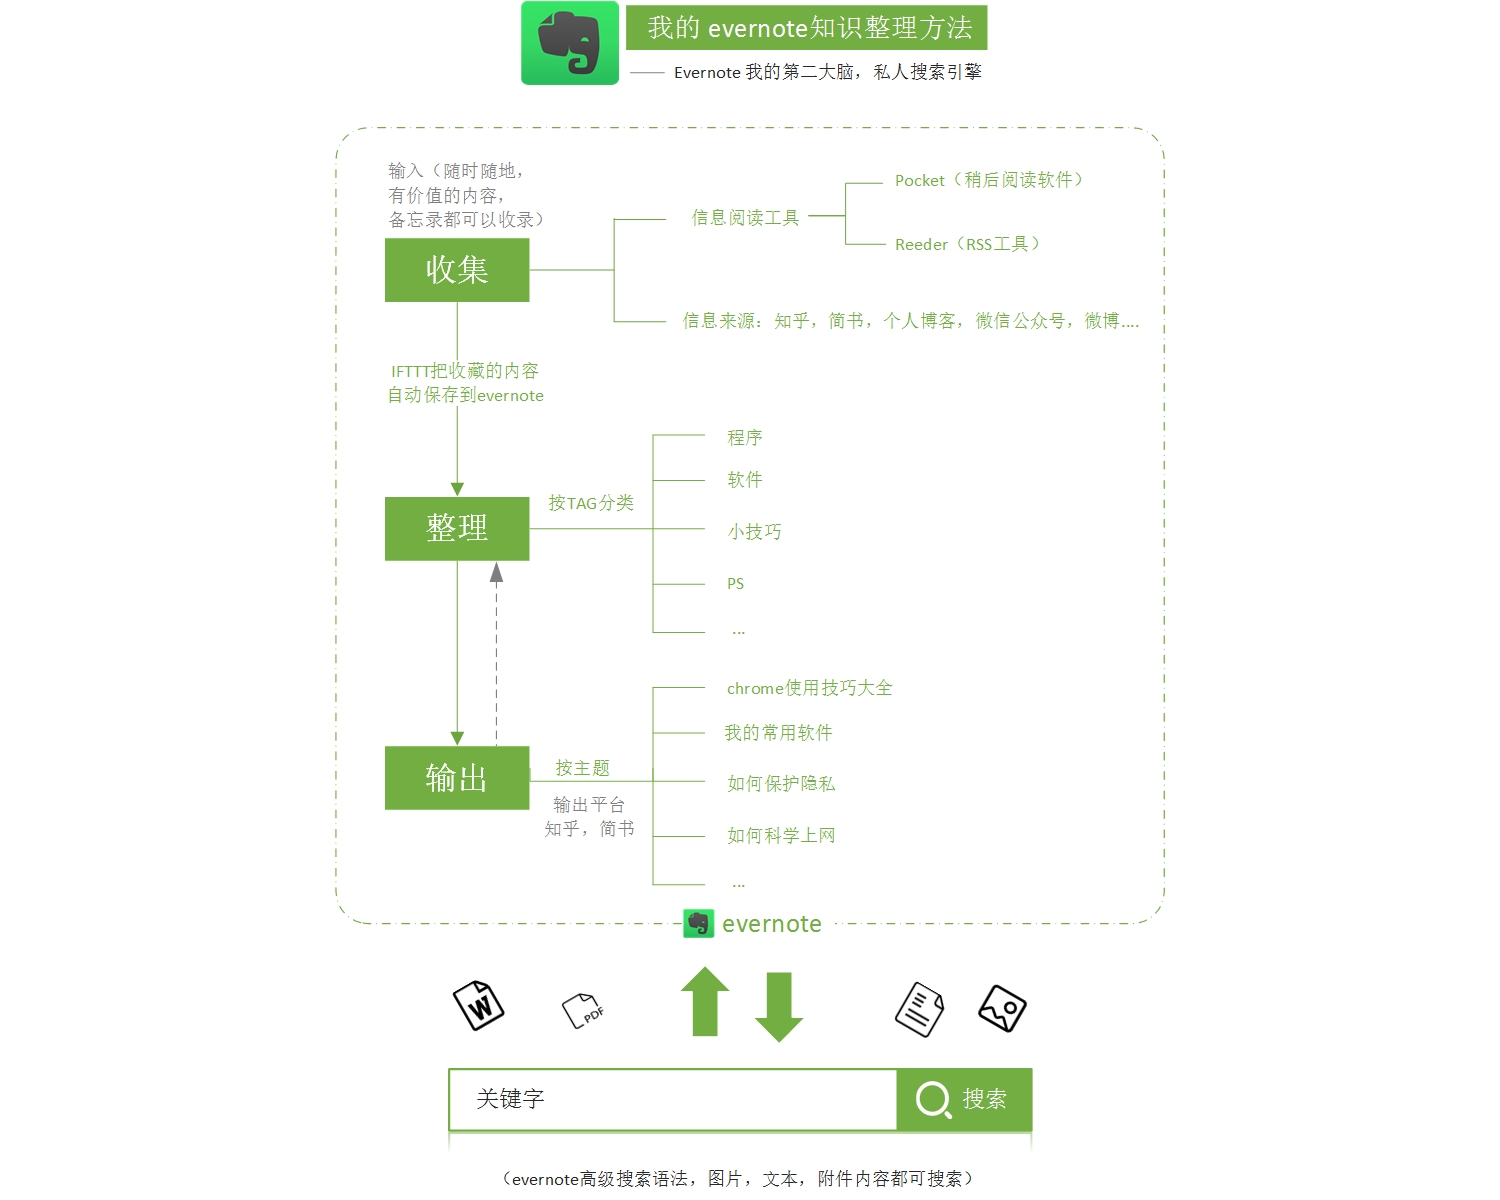 我的 evernote知识整理方法
Evernote 我的第二大脑，私人搜索引擎
输入（随时随地，
有价值的内容，
备忘录都可以收录）
收集
信息阅读工具
Pocket（稍后阅读软件）
Reeder（RSS工具）
信息来源：知乎，简书，个人博客，微信公众号，微博....
IFTTT把收藏的内容
自动保存到evernote
整理
按TAG分类
程序
软件
小技巧
PS
...
输出
按主题
输出平台
知乎，简书
chrome使用技巧大全
我的常用软件
如何保护隐私
如何科学上网
...
evernote
W
PDF
关键字
搜索
（evernote高级搜索语法，图片，文本，附件内容都可搜索）